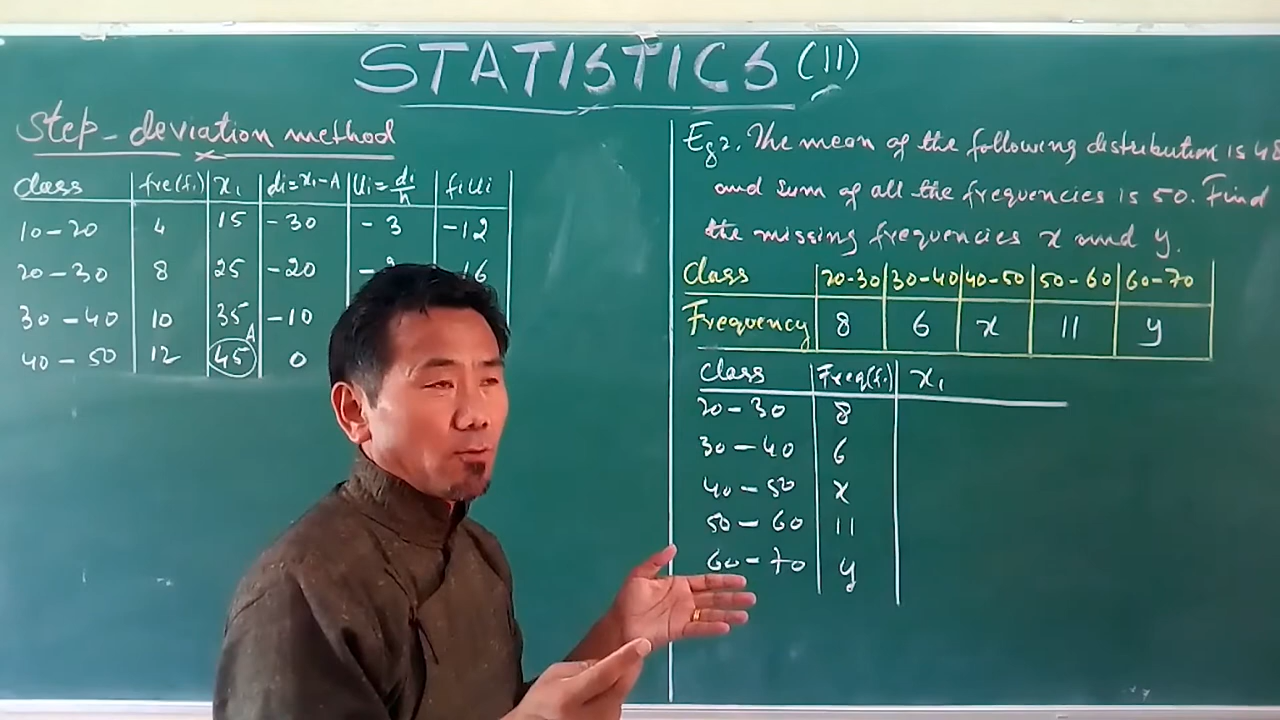 STATISTICS (11)
Step-deviation method
class fre(fi) xi di=xi-A ui=di/h fiui
10-20 4 15 -30 -3 -12
20-30 8 25 -20 16
30-40 10 35 -10
A
40-50 12 45 0
Eg 2. The mean of the following distribution is 48
and sum of all the frequencies is 50. Find
the missing frequencies x and y.
Class 20-30 30-40 40-50 50-60 60-70
Frequency 8 6 x 11 y
Class Freq(fi) xi
20-30 8
30-40 6
40-50 x
50-60 11
60-70 y